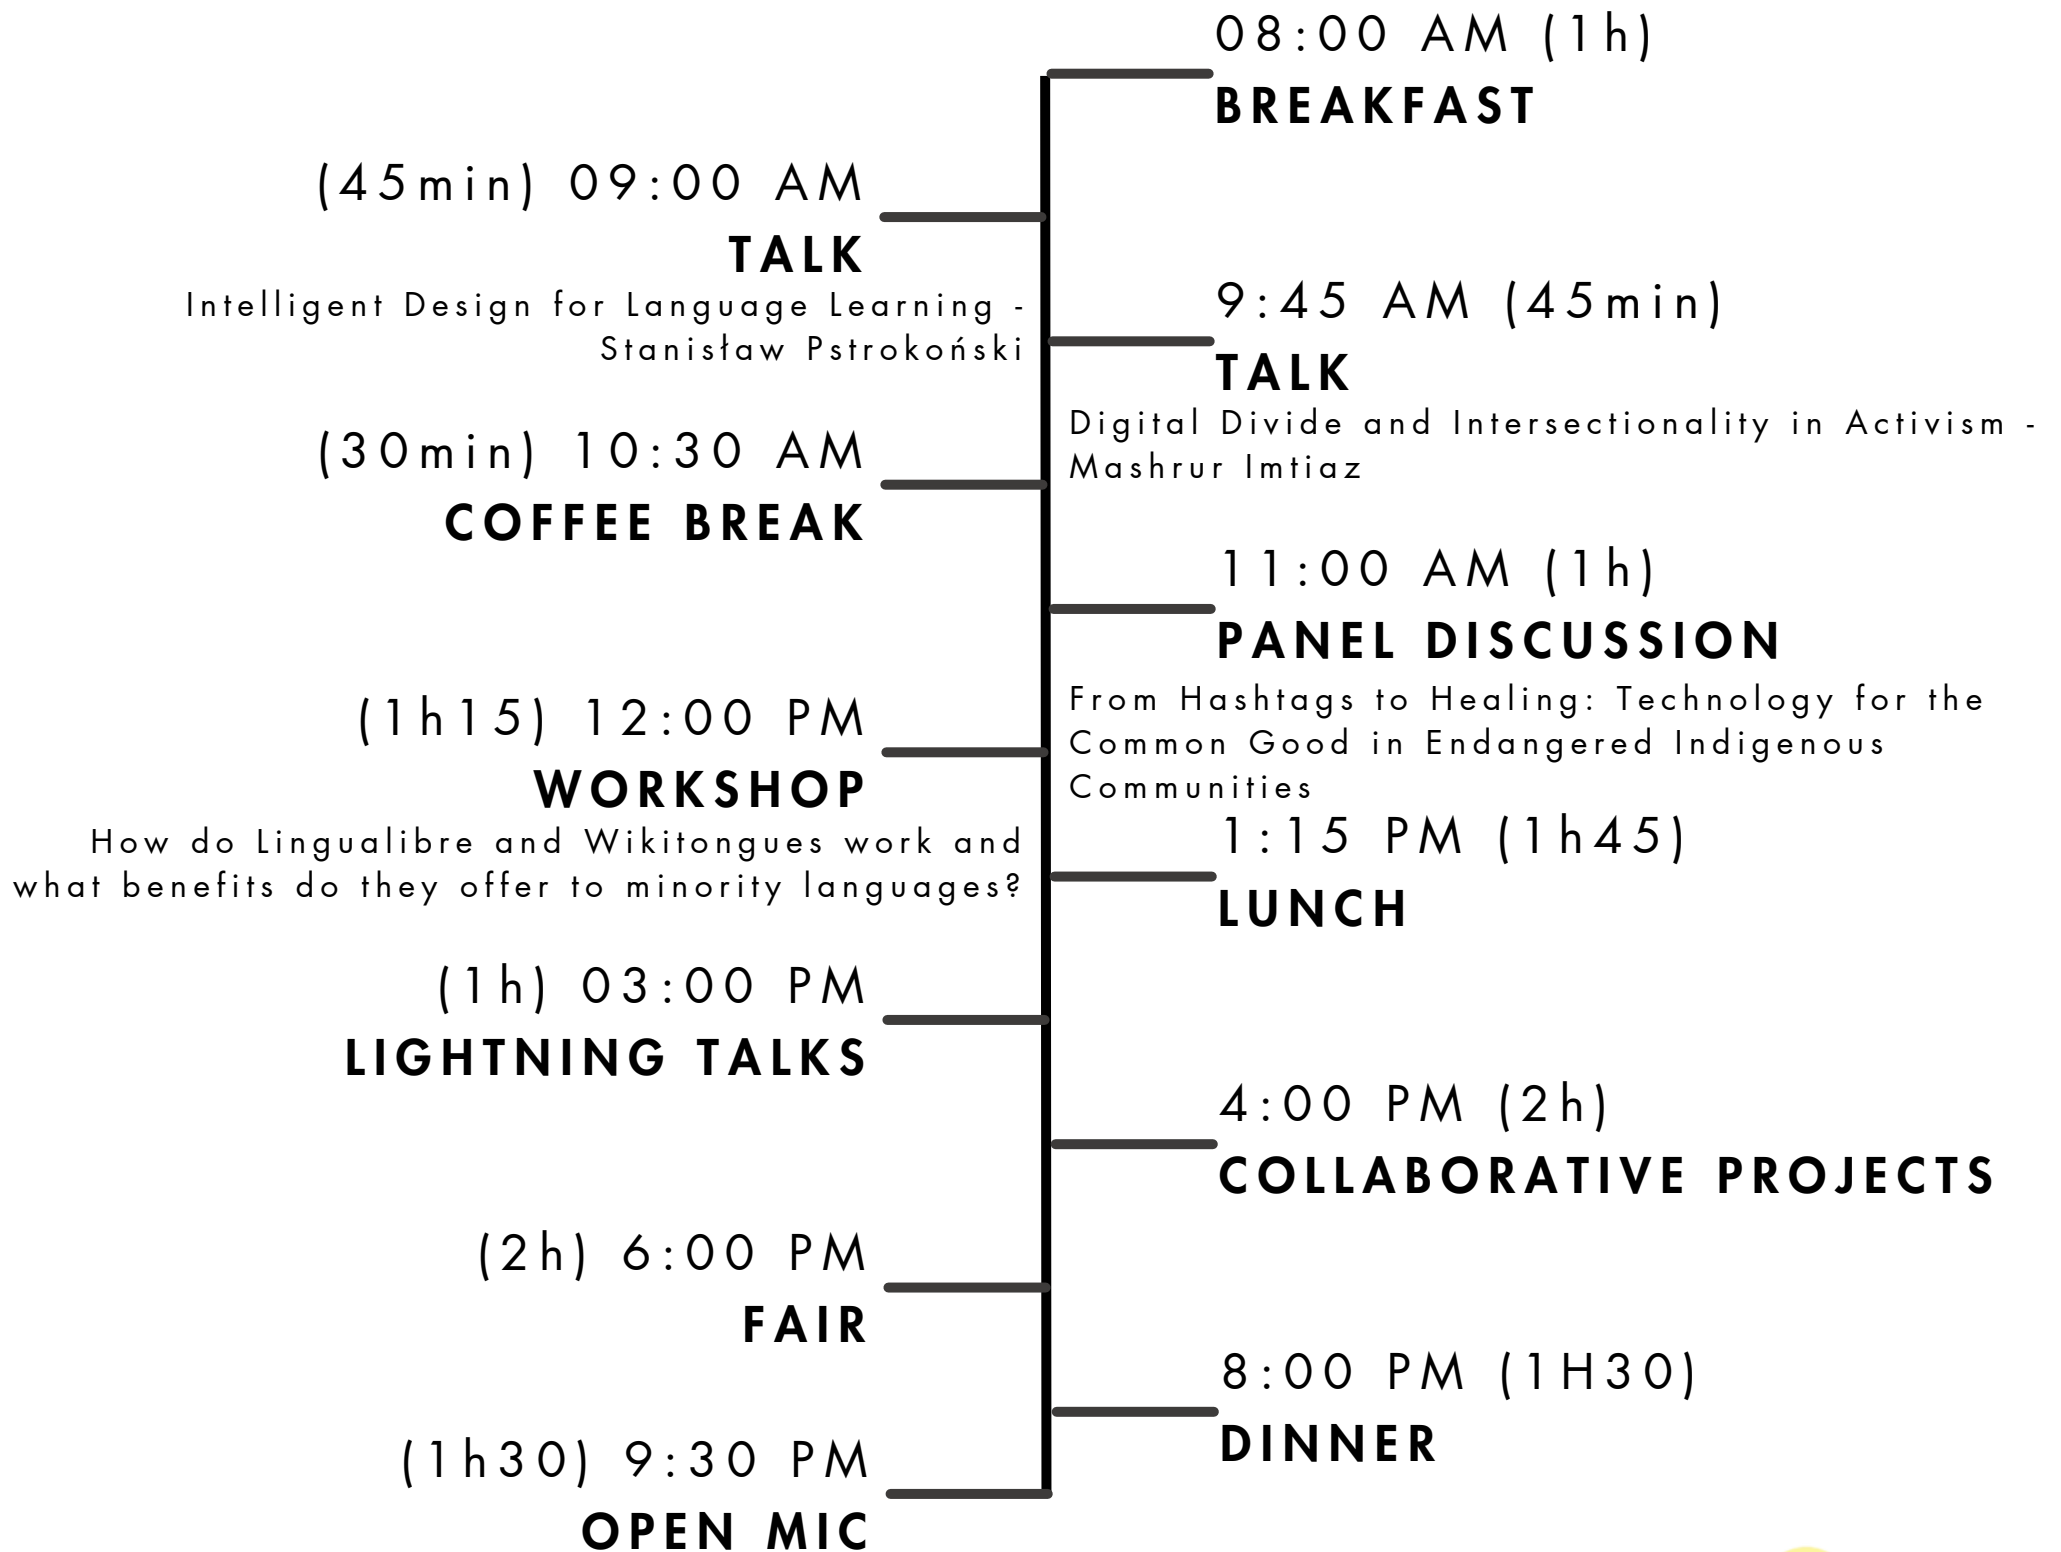 08:00 AM (1h)
BREAKFAST
(45min) 09:00 AM
TALK
Intelligent Design for Language Learning -
Stanisław Pstrokoński
9:45 AM (45min)
TALK
Digital Divide and Intersectionality in Activism -
Mashrur Imtiaz
(30min) 10:30 AM
COFFEE BREAK
11:00 AM (1h)
PANEL DISCUSSION
From Hashtags to Healing: Technology for the
Common Good in Endangered Indigenous
Communities
(1h15) 12:00 PM
WORKSHOP
How do Lingualibre and Wikitongues work and
what benefits do they offer to minority languages?
1:15 PM (1h45)
LUNCH
(1h) 03:00 PM
LIGHTNING TALKS
4:00 PM (2h)
COLLABORATIVE PROJECTS
(2h) 6:00 PM
FAIR
8:00 PM (1H30)
DINNER
(1h30) 9:30 PM
OPEN MIC